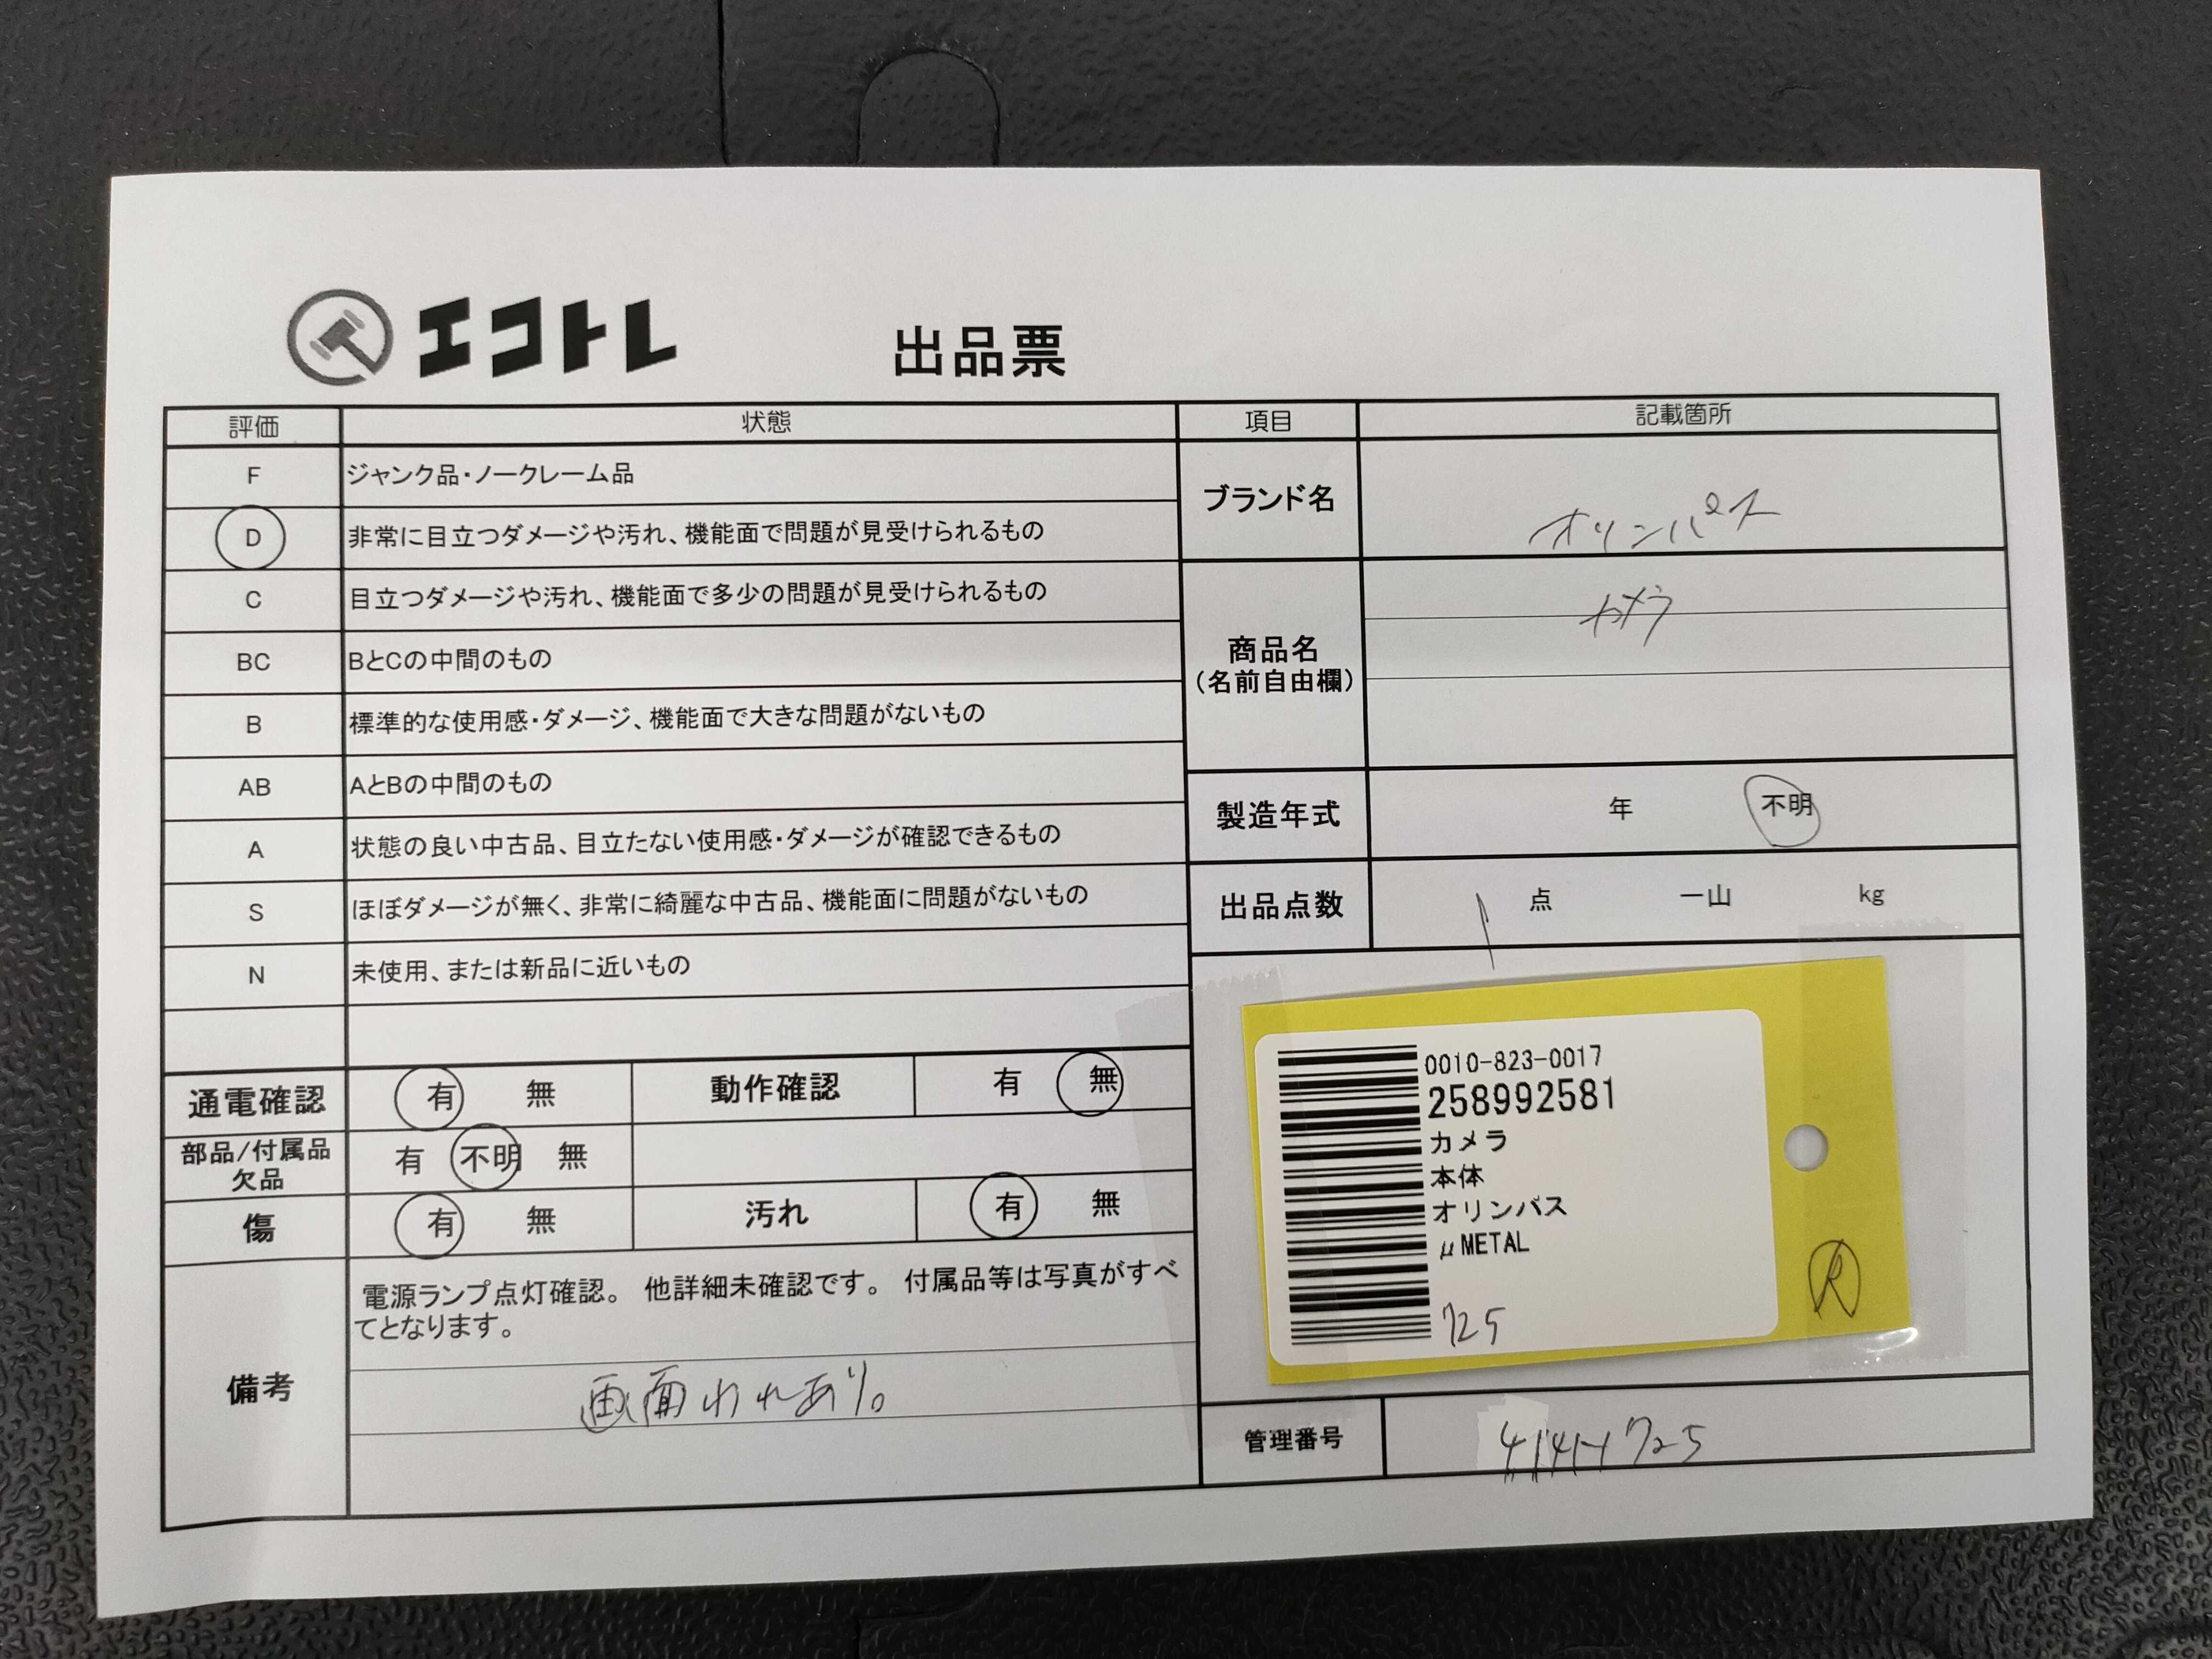 エコトレ
出品票
評価 状態
F ジャンク品・ノークレーム品
D 非常に目立つダメージや汚れ、機能面で問題が見受けられるもの
C 目立つダメージや汚れ、機能面で多少の問題が見受けられるもの
BC BとCの中間のもの
B 標準的な使用感・ダメージ、機能面で大きな問題がないもの
AB AとBの中間のもの
A 状態の良い中古品、目立たない使用感・ダメージが確認できるもの
S ほぼダメージが無く、非常に綺麗な中古品、機能面に問題がないもの
N 未使用、または新品に近いもの
通電確認 有 無 動作確認 有 無
部品/付属品 有 不明 無
欠品
傷 有 無 汚れ 有 無
備考
電源ランプ点灯確認。 他詳細未確認です。 付属品等は写真がすべ
てとなります。
画面われあり。
項目 記載箇所
ブランド名 オリンパス
商品名 カメラ
(名前自由欄)
製造年式 年 不明
出品点数 1 点 一山 kg
0010-823-0017
258992581
カメラ
本体
オリンパス
μMETAL
725
R
管理番号 4141-725